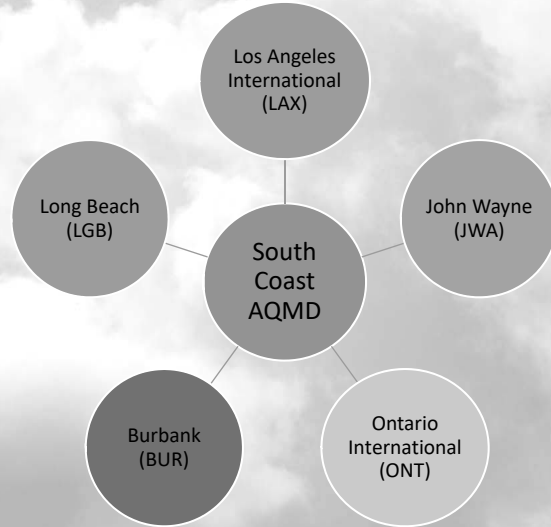 Los Angeles
International
(LAX)
Long Beach
(LGB)
John Wayne
(JWA)
South
Coast
AQMD
Burbank
(BUR)
Ontario
International
(ONT)